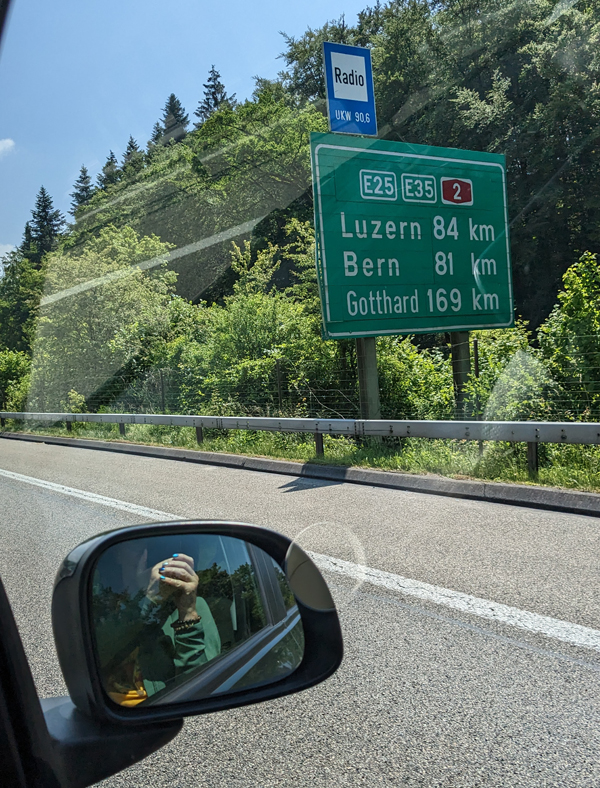 Radio
UKW 90.6
E25 E35 2
Luzern 84 km
Bern 81 km
Gotthard 169 km